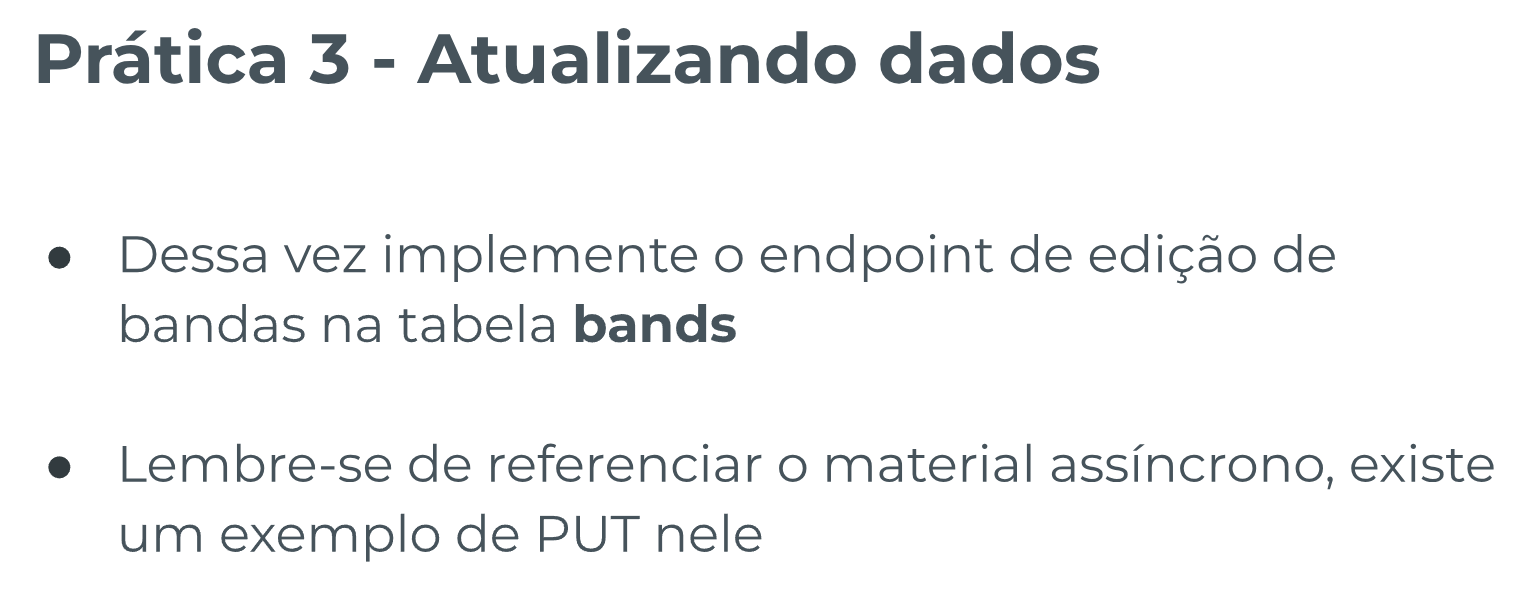 Prática 3 - Atualizando dados
● Dessa vez implemente o endpoint de edição de
bandas na tabela bands
● Lembre-se de referenciar o material assíncrono, existe
um exemplo de PUT nele